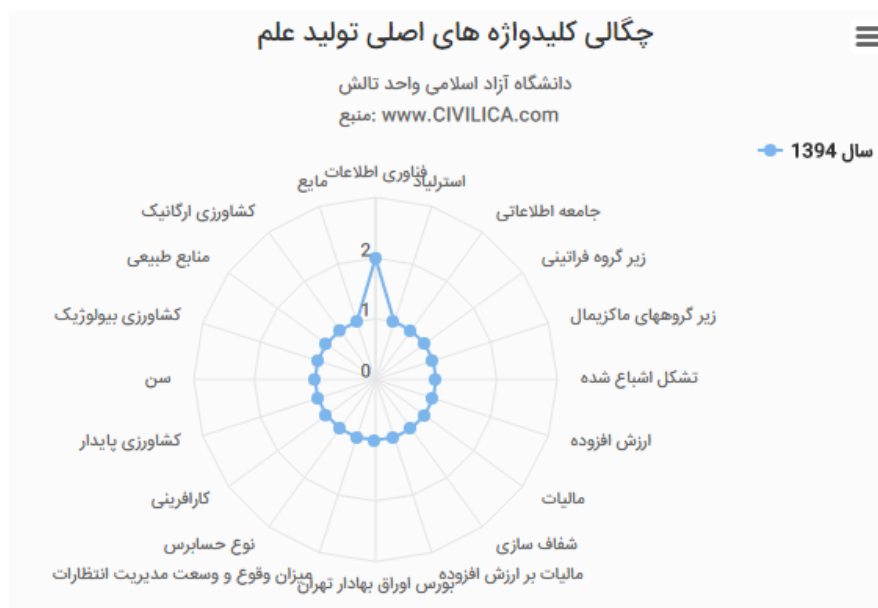 چگالی کلیدواژه های اصلی تولید علم
دانشگاه آزاد اسلامی واحد تالش
منبع: www.CIVILICA.com
سال 1394
فناوری اطلاعات
استرلیاد
جامعه اطلاعاتی
زیر گروه فراتینی
زیر گروههای ماکزیمال
تشکل اشباع شده
ارزش افزوده
مالیات
شفاف سازی
مالیات بر ارزش افزوده
بورس اوراق بهادار تهران
میزان وقوع و وسعت مدیریت انتظارات
نوع حسابرس
کارافرینی
کشاورزی پایدار
سن
کشاورزی بیولوژیک
منابع طبیعی
کشاورزی ارگانیک
مایع
2
1
0